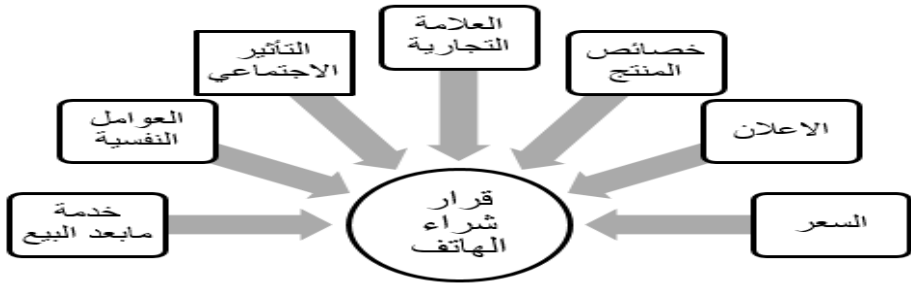 العلامة
التجارية
خصائص
المنتج
التأثير
الاجتماعي
الاعلان
العوامل
النفسية
السعر
خدمة
مابعد البيع
قرار
شراء
الهاتف